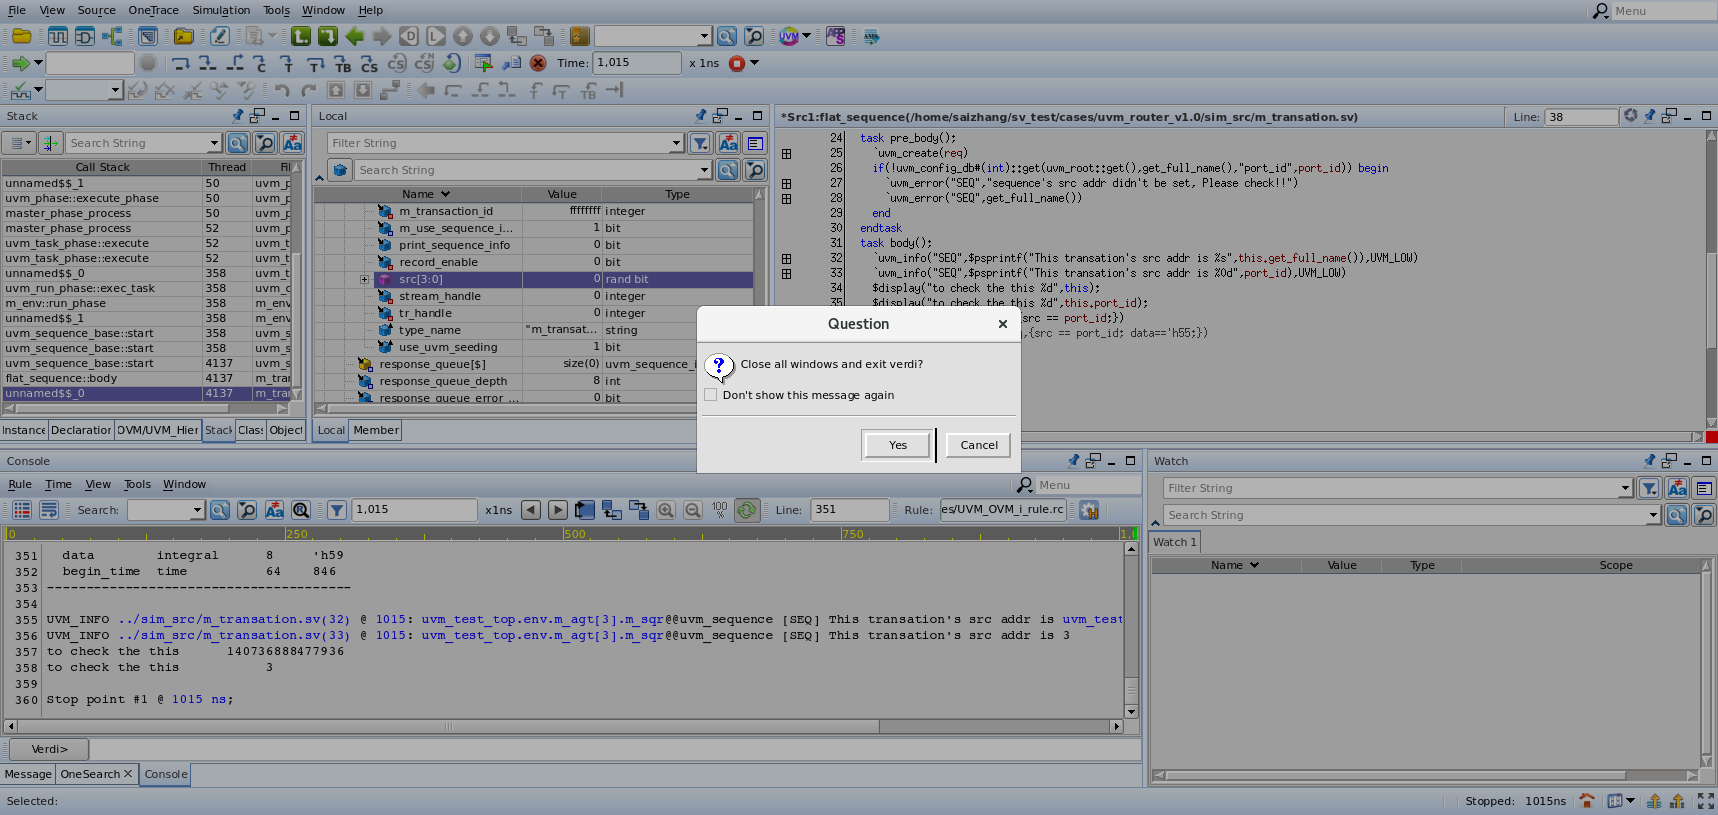 File View Source OneTrace Simulation Tools Window Help
Menu
Time: 1,015 x 1ns
Stack
Search String
Call Stack Thread
unnamed$$_1 50 uvm_p
uvm_phase::execute_phase 50 uvm_p
master_phase_process 50 uvm_p
master_phase_process 52 uvm_p
uvm_task_phase::execute 52 uvm_t
uvm_task_phase::execute 52 uvm_t
unnamed$$_0 358 uvm_t
uvm_run_phase::exec_task 358 uvm_c
m_env::run_phase 358 m_env
unnamed$$_1 358 m_env
uvm_sequence_base::start 358 uvm_s
uvm_sequence_base::start 358 uvm_s
uvm_sequence_base::start 4137 uvm_s
flat_sequence::body 4137 m_tra
unnamed$$_0 4137 m_tra
Instance Declaration OVM/UVM_Hier Stack Class Object
Local
Filter String
Search String
Name Value Type
m_transaction_id ffffffff integer
m_use_sequence_i... 1 bit
print_sequence_info 0 bit
record_enable 0 bit
src[3:0] 0 rand bit
stream_handle 0 integer
tr_handle 0 integer
type_name "m_transat... string
use_uvm_seeding 1 bit
response_queue[$] size(0) uvm_sequence_i
response_queue_depth 8 int
response_queue_error_... 0 bit
Local Member
*Src1:flat_sequence(/home/saizhang/sv_test/cases/uvm_router_v1.0/sim_src/m_transation.sv)
Line: 38
24 task pre_body();
25 `uvm_create(req)
26 if(!uvm_config_db#(int)::get(uvm_root::get(),get_full_name(),"port_id",port_id)) begin
27 `uvm_error("SEQ","sequence's src addr didn't be set, Please check!!")
28 `uvm_error("SEQ",get_full_name())
29 end
30 endtask
31 task body();
32 `uvm_info("SEQ",$psprintf("This transation's src addr is %s",this.get_full_name()),UVM_LOW)
33 `uvm_info("SEQ",$psprintf("This transation's src addr is %0d",port_id),UVM_LOW)
34 $display("to check the this %d",this);
35 $display("to check the this %d",this.port_id);
{src == port_id;})
,{src == port_id; data=='h55;})
Question
Close all windows and exit verdi?
Don't show this message again
Yes Cancel
Console
Rule Time View Tools Window
Menu
Search: 1,015 x1ns 100 % Line: 351 Rule: es/UVM_OVM_i_rule.rc
0 250 500 750
351 data integral 8 'h59
352 begin_time time 64 846
353 ---------------------------------------
354
355 UVM_INFO ../sim_src/m_transation.sv(32) @ 1015: uvm_test_top.env.m_agt[3].m_sqr@@uvm_sequence [SEQ] This transation's src addr is uvm_test
356 UVM_INFO ../sim_src/m_transation.sv(33) @ 1015: uvm_test_top.env.m_agt[3].m_sqr@@uvm_sequence [SEQ] This transation's src addr is 3
357 to check the this 140736888477936
358 to check the this 3
359
360 Stop point #1 @ 1015 ns;
Verdi>
Message OneSearch Console
Watch
Filter String
Search String
Watch 1
Name Value Type Scope
Selected:
Stopped: 1015ns